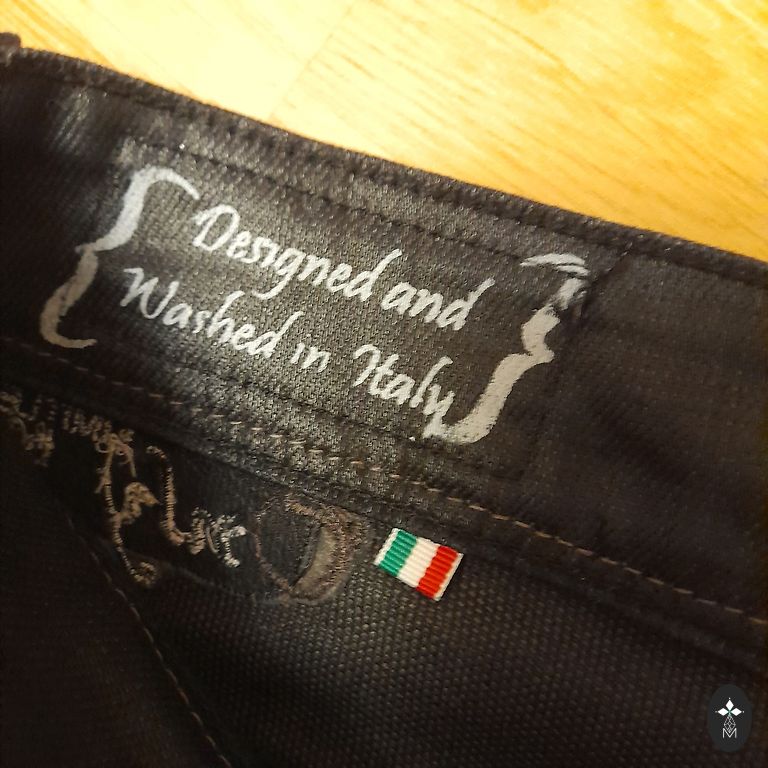 Designed and
Washed in Italy
M